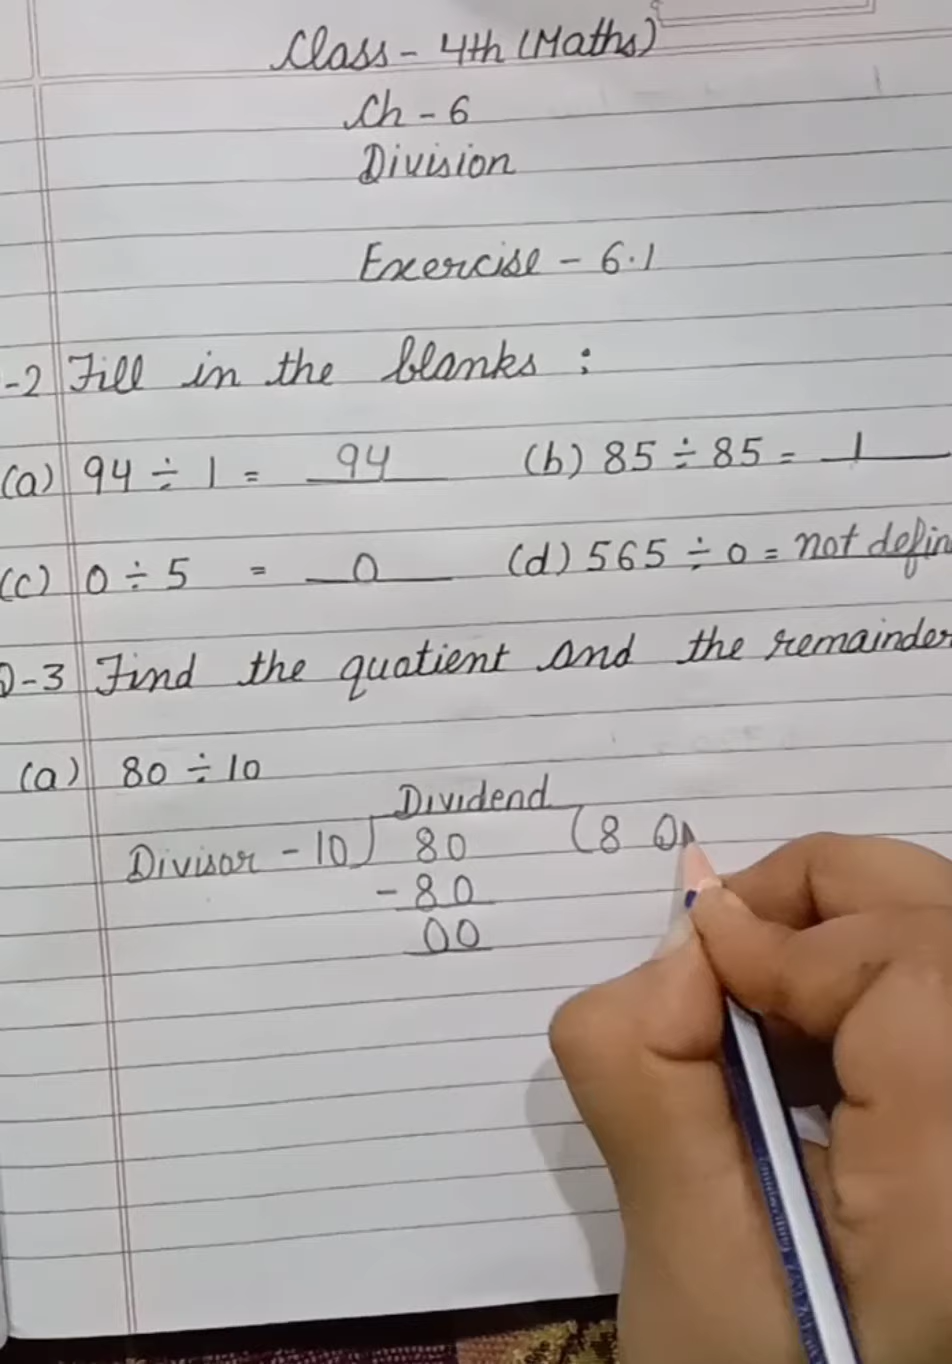 Class - 4th (Maths)
Ch - 6
Division
Exercise - 6.1
-2 Fill in the blanks :
(a) 94 ÷ 1 = 94 (b) 85 ÷ 85 = 1
(c) 0 ÷ 5 = 0 (d) 565 ÷ 0 = not defin
Q-3 Find the quatient and the remainder
(a) 80 ÷ 10
Dividend
Divisor - 10) 80 (8 Q
- 80
00